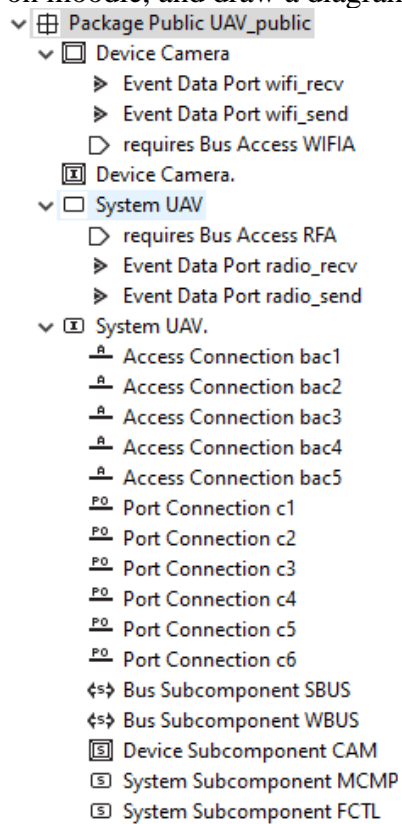 on moodle, and draw a diagram
Package Public UAV_public
Device Camera
Event Data Port wifi_recv
Event Data Port wifi_send
requires Bus Access WIFIA
Device Camera.
System UAV
requires Bus Access RFA
Event Data Port radio_recv
Event Data Port radio_send
System UAV.
Access Connection bac1
Access Connection bac2
Access Connection bac3
Access Connection bac4
Access Connection bac5
Port Connection c1
Port Connection c2
Port Connection c3
Port Connection c4
Port Connection c5
Port Connection c6
Bus Subcomponent SBUS
Bus Subcomponent WBUS
Device Subcomponent CAM
System Subcomponent MCMP
System Subcomponent FCTL